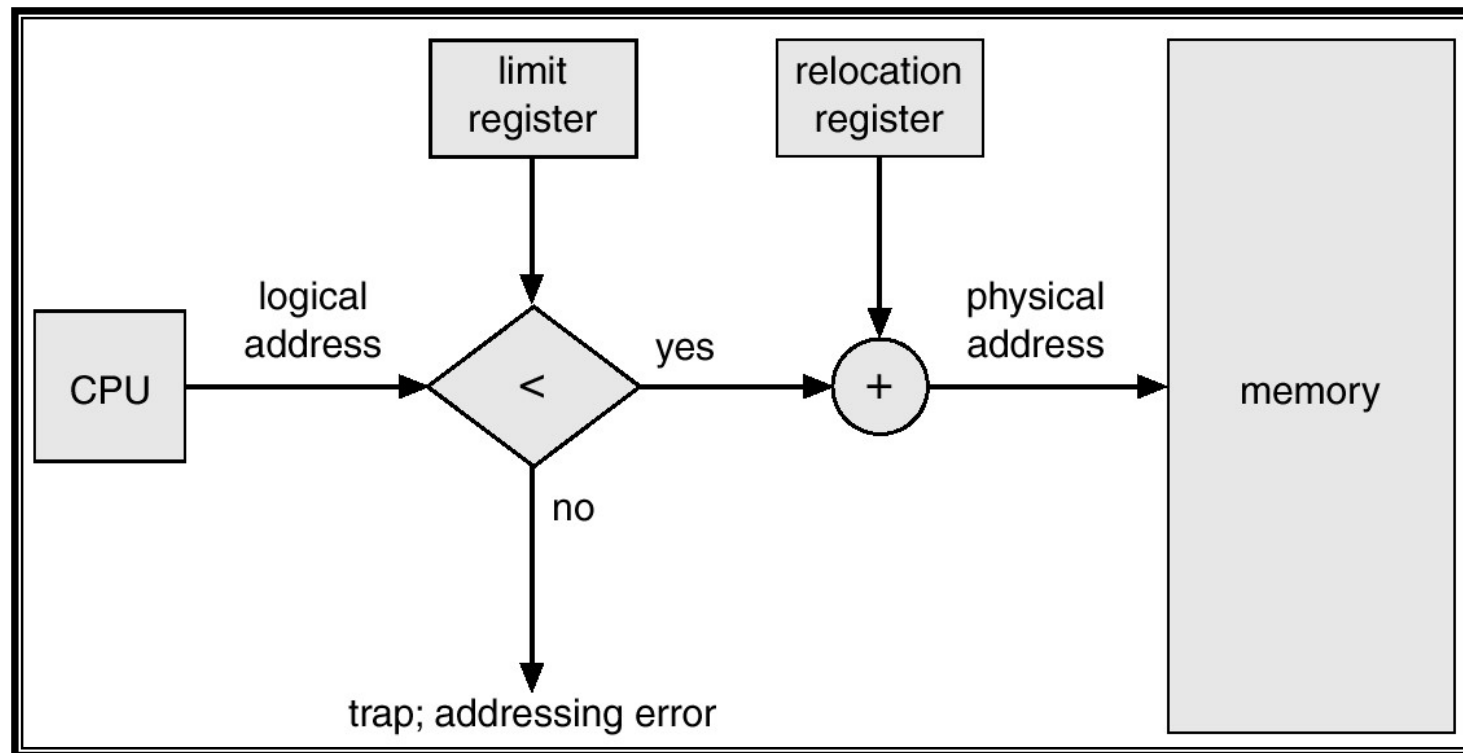 limit
register
relocation
register
logical
address
yes
physical
address
CPU
<
+
memory
no
trap; addressing error